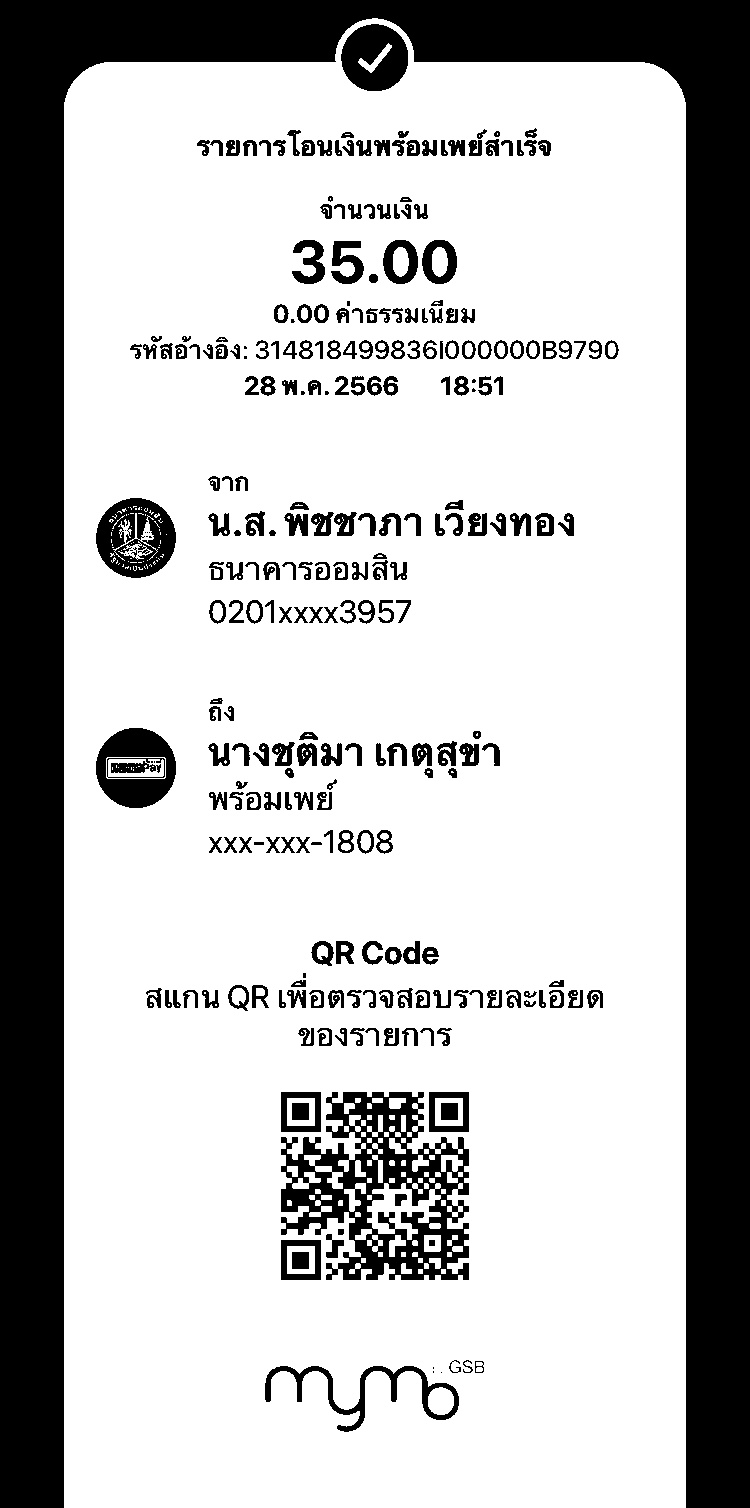 รายการโอนเงินพร้อมเพย์สำเร็จ
จำนวนเงิน
35.00
0.00 ค่าธรรมเนียม
รหัสอ้างอิง: 314818499836I000000B9790
28 พ.ค. 2566 18:51
จาก
น.ส. พิชชาภา เวียงทอง
ธนาคารออมสิน
0201xxxx3957
ถึง
นางชุติมา เกตุสุขำ
พร้อมเพย์
xxx-xxx-1808
QR Code
สแกน QR เพื่อตรวจสอบรายละเอียด
ของรายการ
mymo GSB